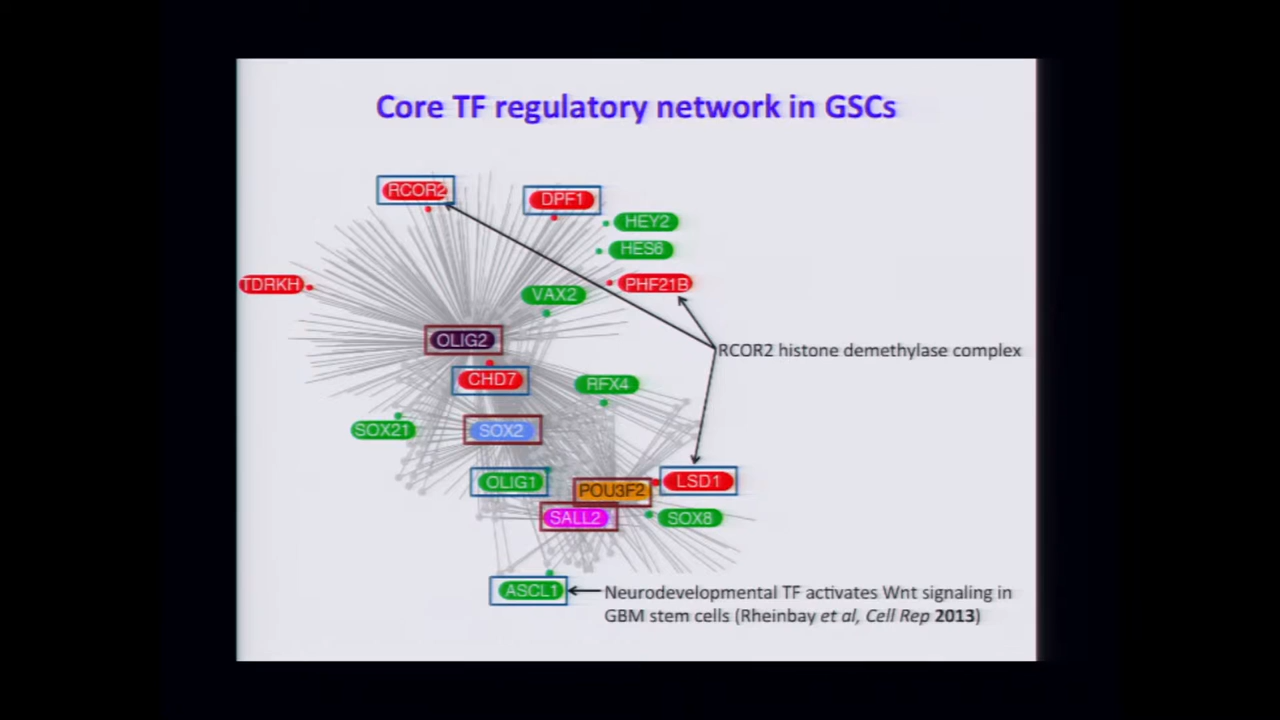 Core TF regulatory network in GSCs
RCOR2
DPF1
HEY2
HES6
TDRKH
PHF21B
VAX2
OLIG2
RCOR2 histone demethylase complex
CHD7
RFX4
SOX21
SOX2
OLIG1
POU3F2
LSD1
SALL2
SOX8
ASCL1
Neurodevelopmental TF activates Wnt signaling in
GBM stem cells (Rheinbay et al, Cell Rep 2013)